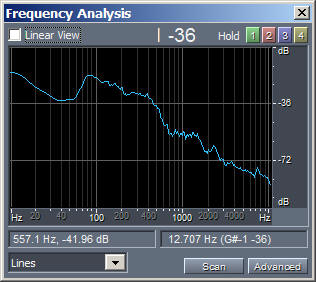 Frequency Analysis
Linear View
-36
Hold 1 2 3 4
dB
-36
-72
dB
Hz 20 40 100 200 400 1000 2000 4000 Hz
557.1 Hz, -41.96 dB
12.707 Hz (G#-1 -36)
Lines
Scan
Advanced